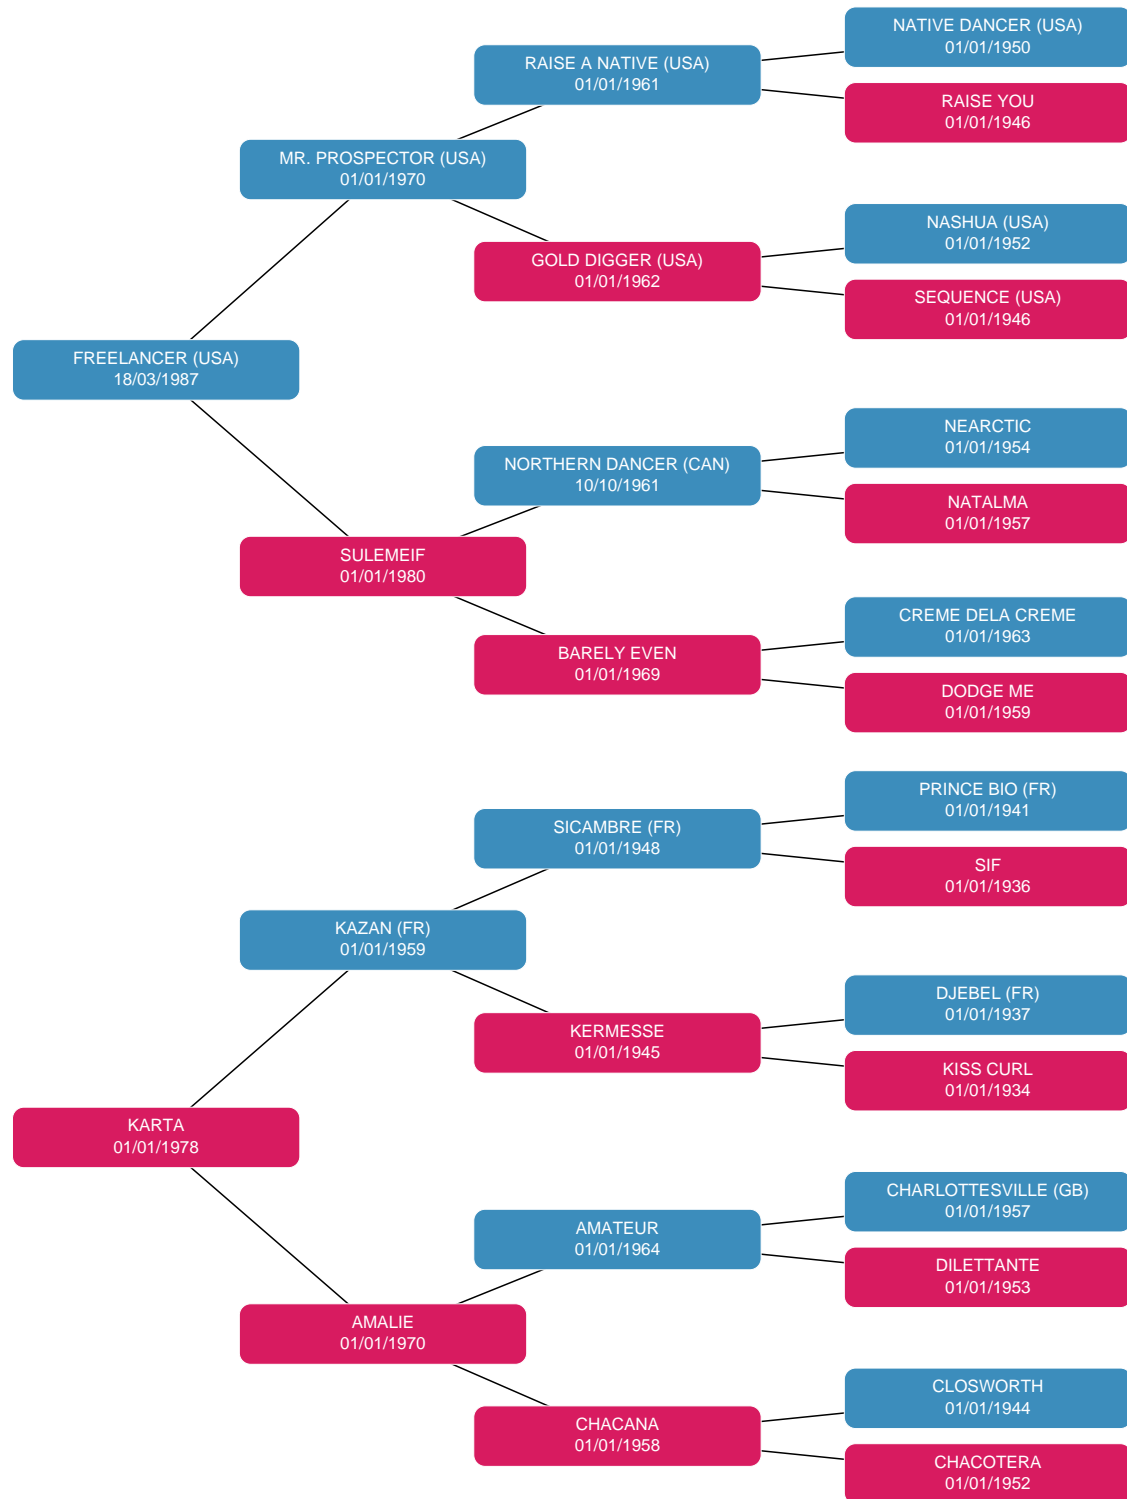 NATIVE DANCER (USA)
01/01/1950
RAISE A NATIVE (USA)
01/01/1961
RAISE YOU
01/01/1946
MR. PROSPECTOR (USA)
01/01/1970
NASHUA (USA)
01/01/1952
GOLD DIGGER (USA)
01/01/1962
SEQUENCE (USA)
01/01/1946
FREELANCER (USA)
18/03/1987
NEARCTIC
01/01/1954
NORTHERN DANCER (CAN)
10/10/1961
NATALMA
01/01/1957
SULEMEIF
01/01/1980
CREME DELA CREME
01/01/1963
BARELY EVEN
01/01/1969
DODGE ME
01/01/1959
PRINCE BIO (FR)
01/01/1941
SICAMBRE (FR)
01/01/1948
SIF
01/01/1936
KAZAN (FR)
01/01/1959
DJEBEL (FR)
01/01/1937
KERMESSE
01/01/1945
KISS CURL
01/01/1934
KARTA
01/01/1978
CHARLOTTESVILLE (GB)
01/01/1957
AMATEUR
01/01/1964
DILETTANTE
01/01/1953
AMALIE
01/01/1970
CLOSWORTH
01/01/1944
CHACANA
01/01/1958
CHACOTERA
01/01/1952